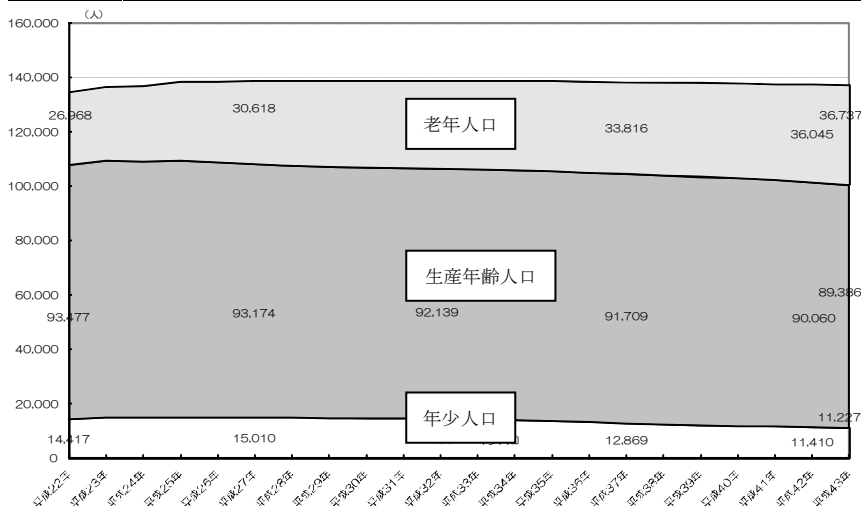 (人)
160,000
140,000
120,000
100,000
80,000
60,000
40,000
20,000
0
26,968
30,618
33,816
36,045
36,737
老年人口
生産年齢人口
93,477
93,174
92,139
91,709
90,060
89,386
年少人口
14,417
15,010
12,869
11,410
11,227
平成22年
平成23年
平成24年
平成25年
平成26年
平成27年
平成28年
平成29年
平成30年
平成31年
平成32年
平成33年
平成34年
平成35年
平成36年
平成37年
平成38年
平成39年
平成40年
平成41年
平成42年
平成43年